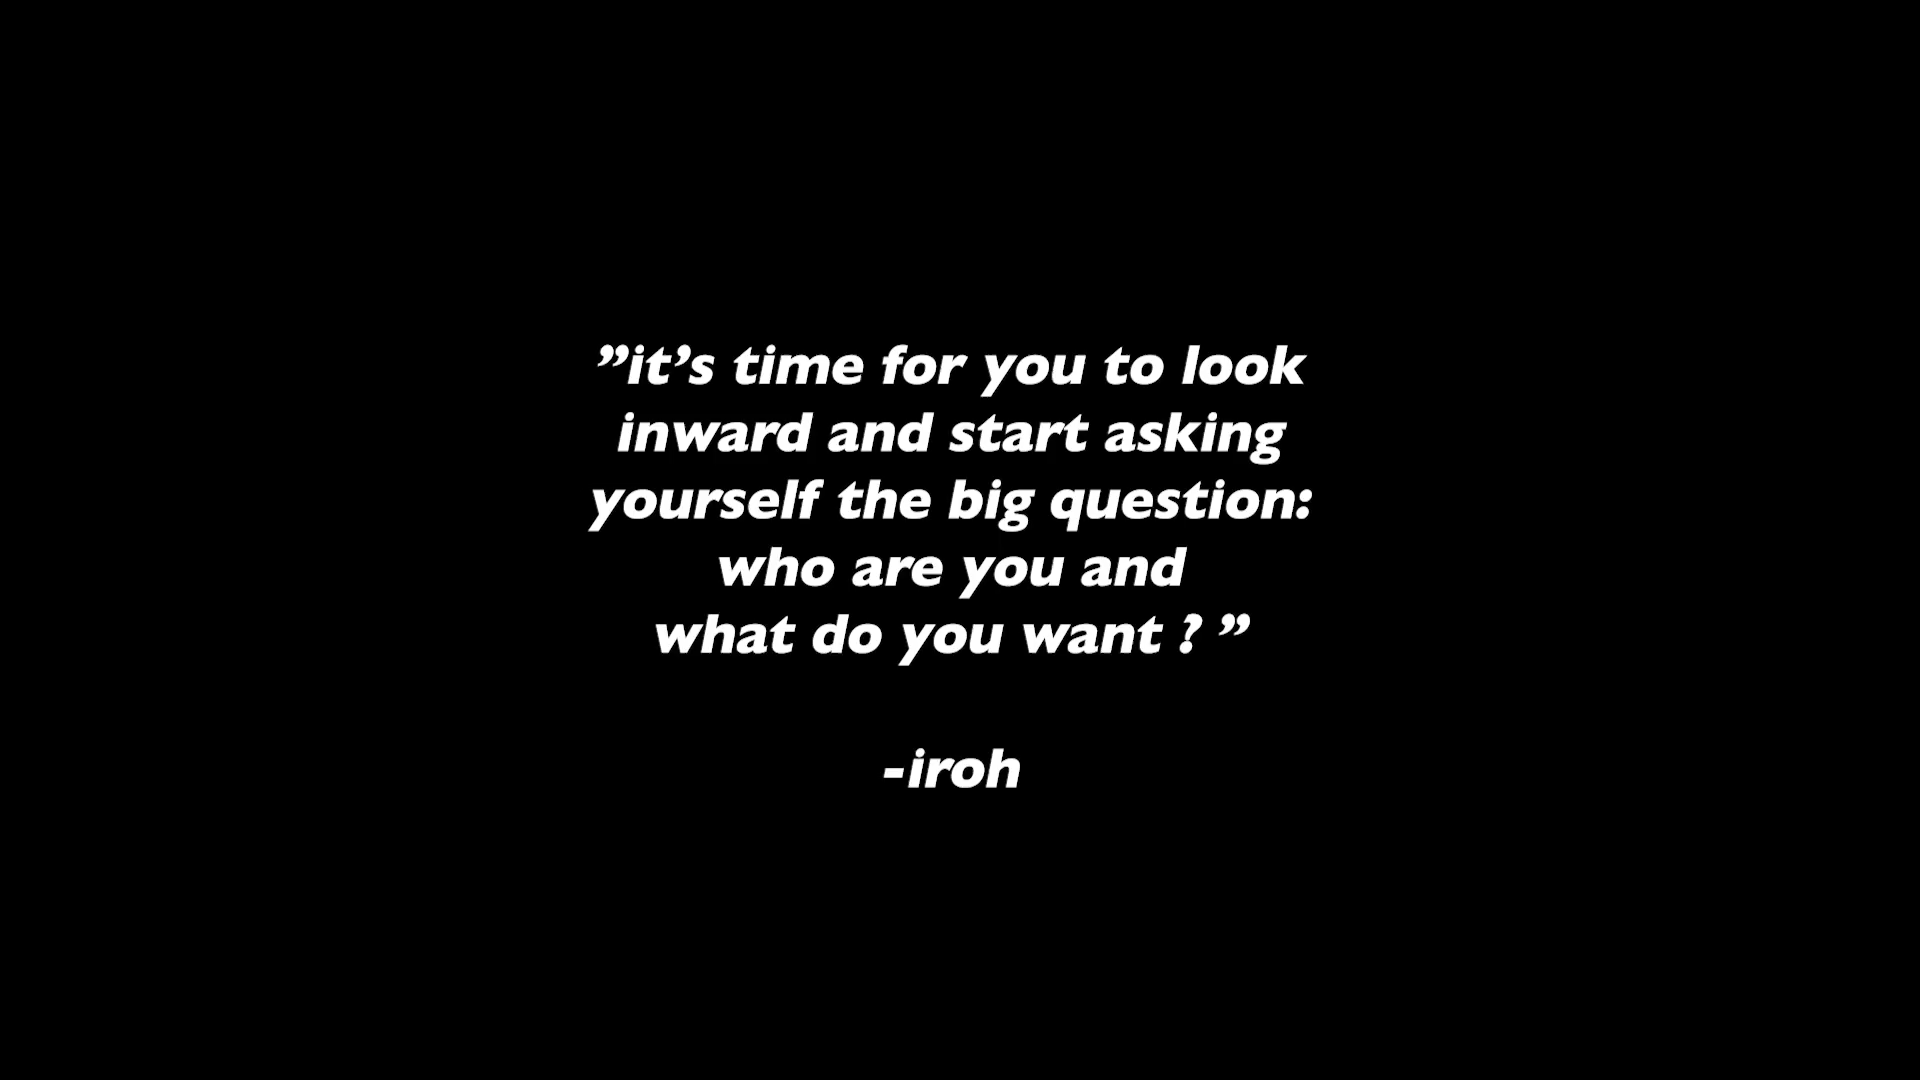 ”it’s time for you to look
inward and start asking
yourself the big question:
who are you and
what do you want ? ”
-iroh